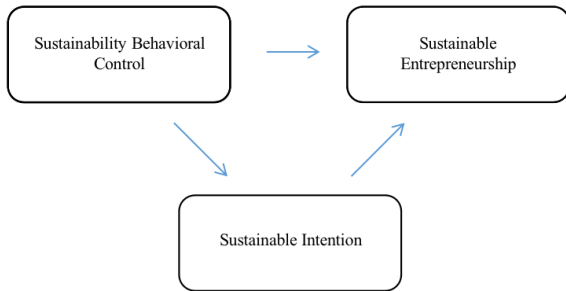 Sustainability Behavioral
Control
Sustainable
Entrepreneurship
Sustainable Intention